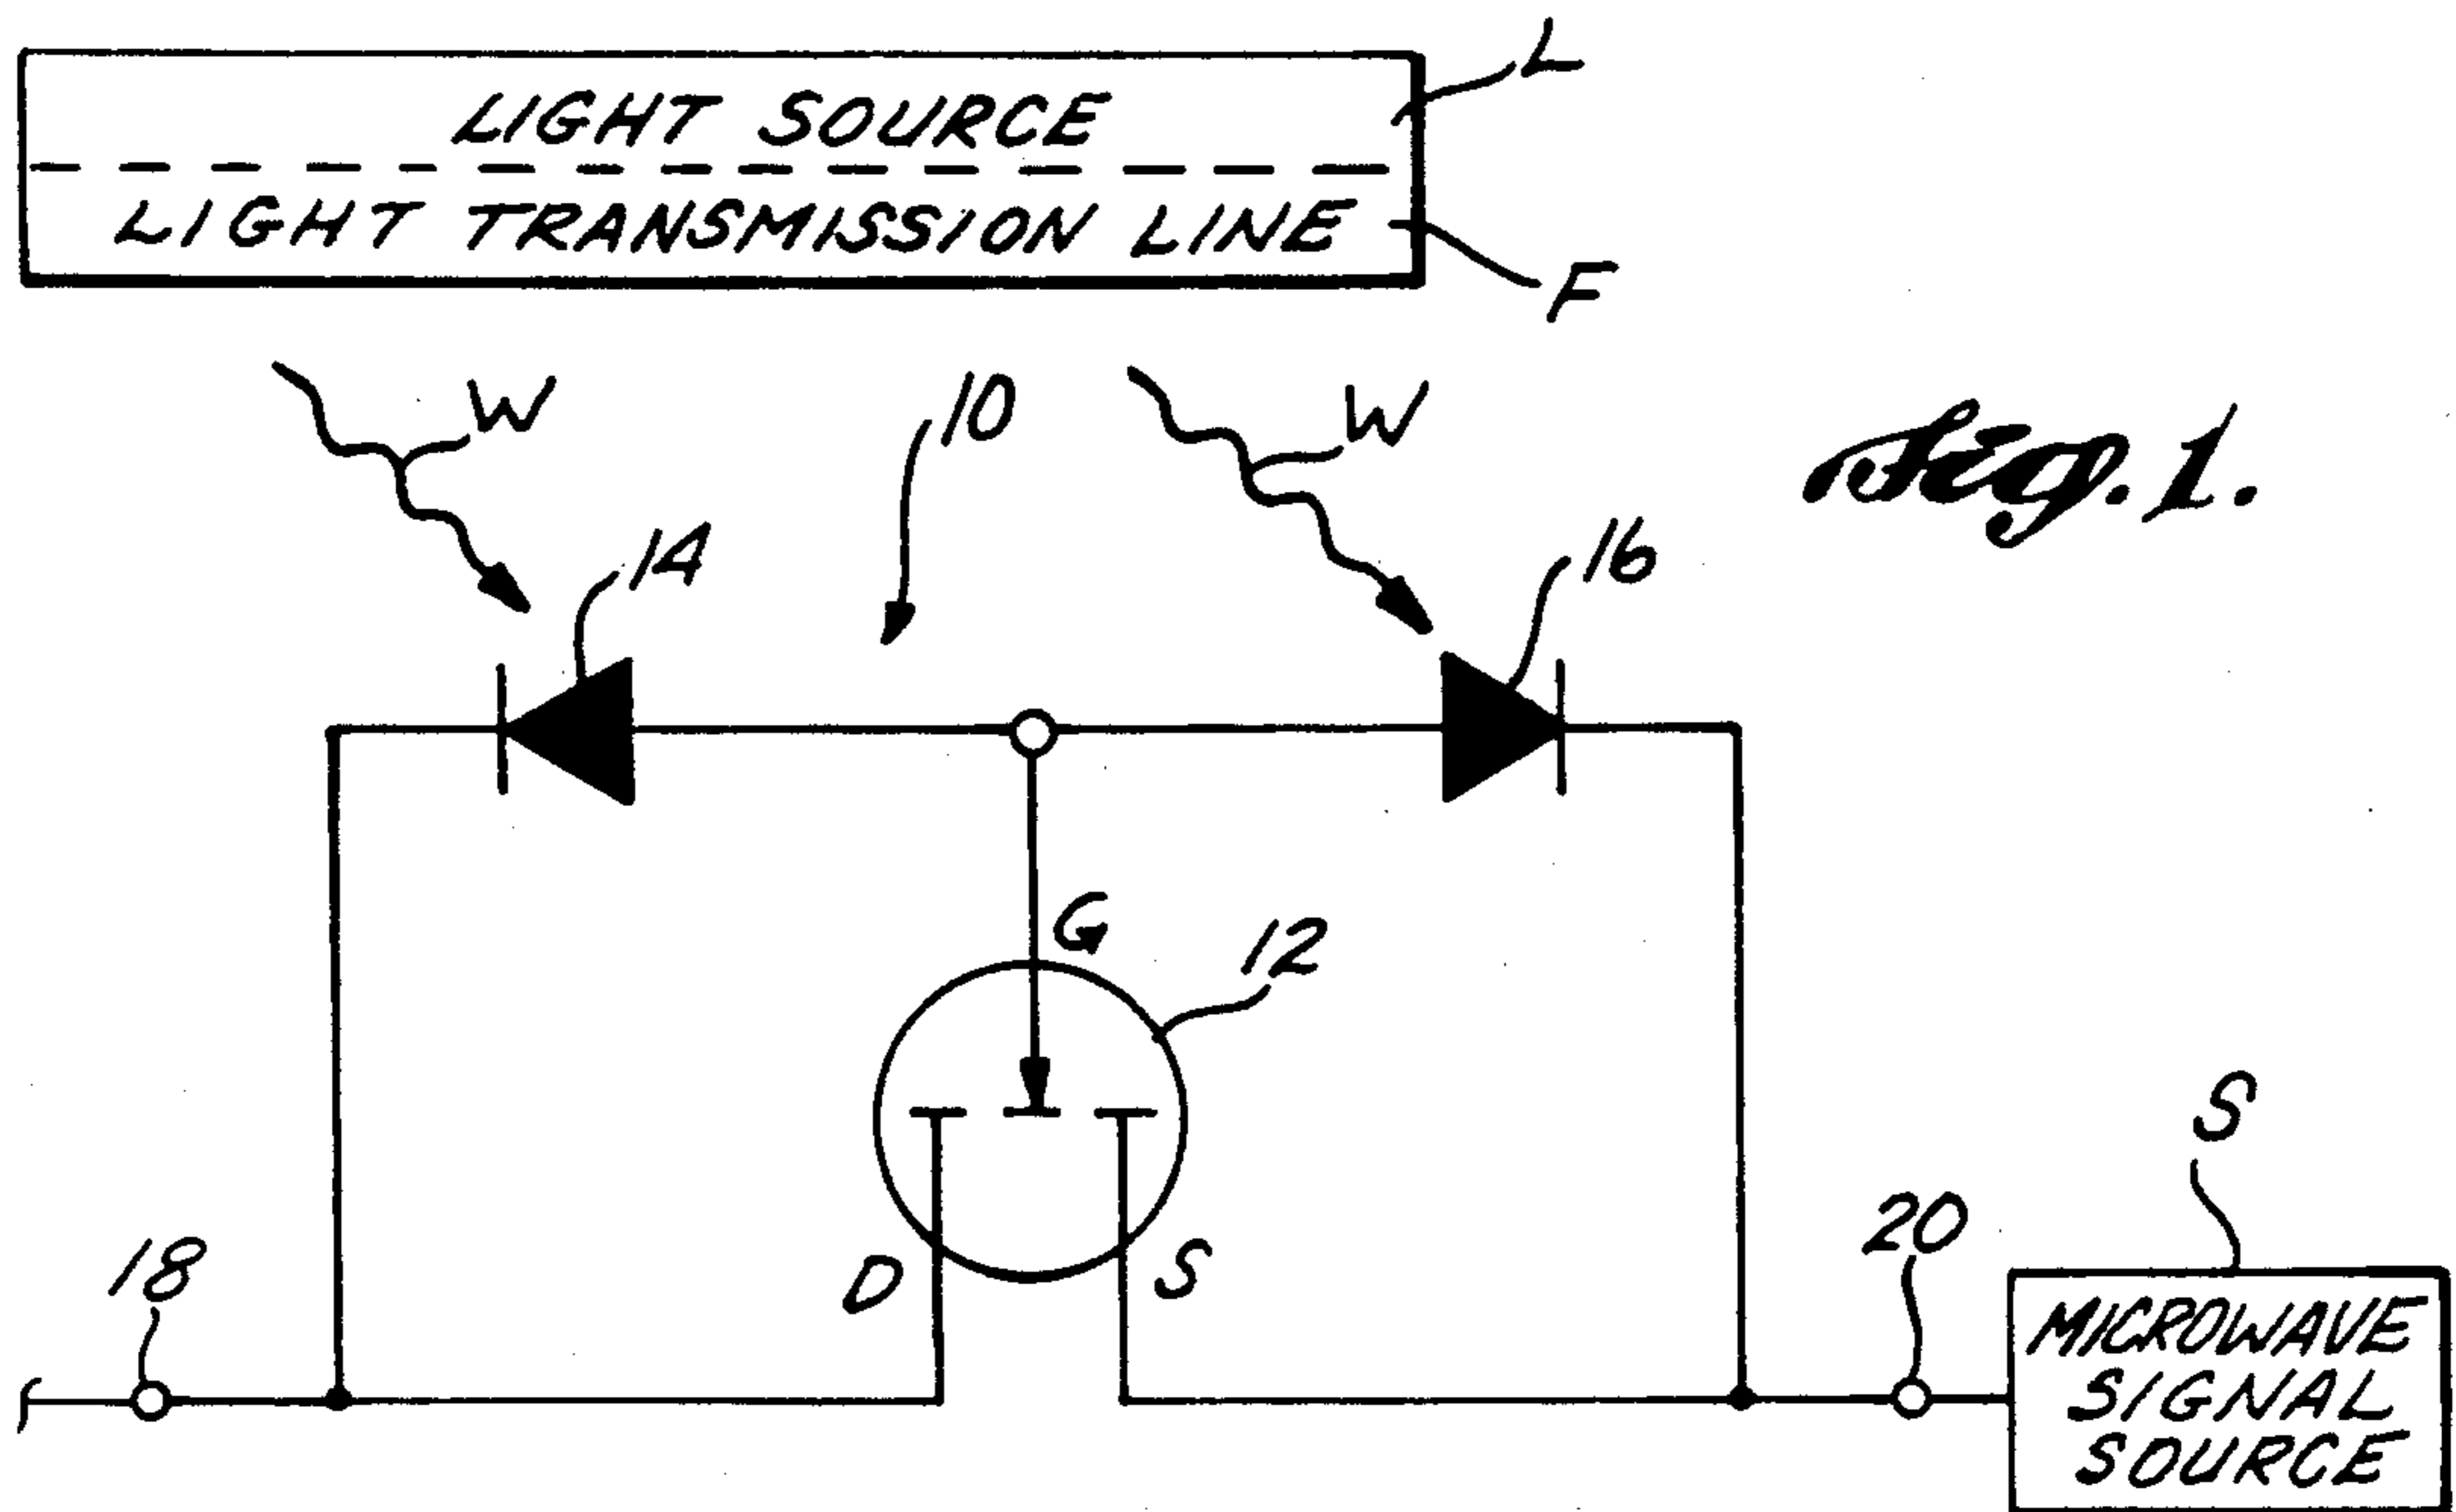 L
LIGHT SOURCE
LIGHT TRANSMISSION LINE
F
W
10
W
Fig. 1.
14
16
G
12
S
18
D
S
20
MICROWAVE
SIGNAL
SOURCE